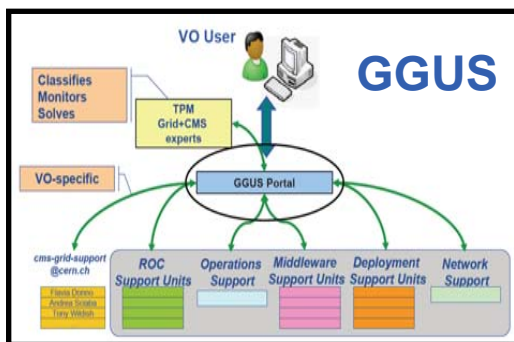 VO User
GGUS
Classifies
Monitors
Solves
TPM
Grid+CMS
experts
VO-specific
GGUS Portal
cms-grid-support
@cern.ch
Flavia Donno
Andrea Sciaba
Tony Wildish
ROC
Support Units
Operations
Support
Middleware
Support Units
Deployment
Support Units
Network
Support